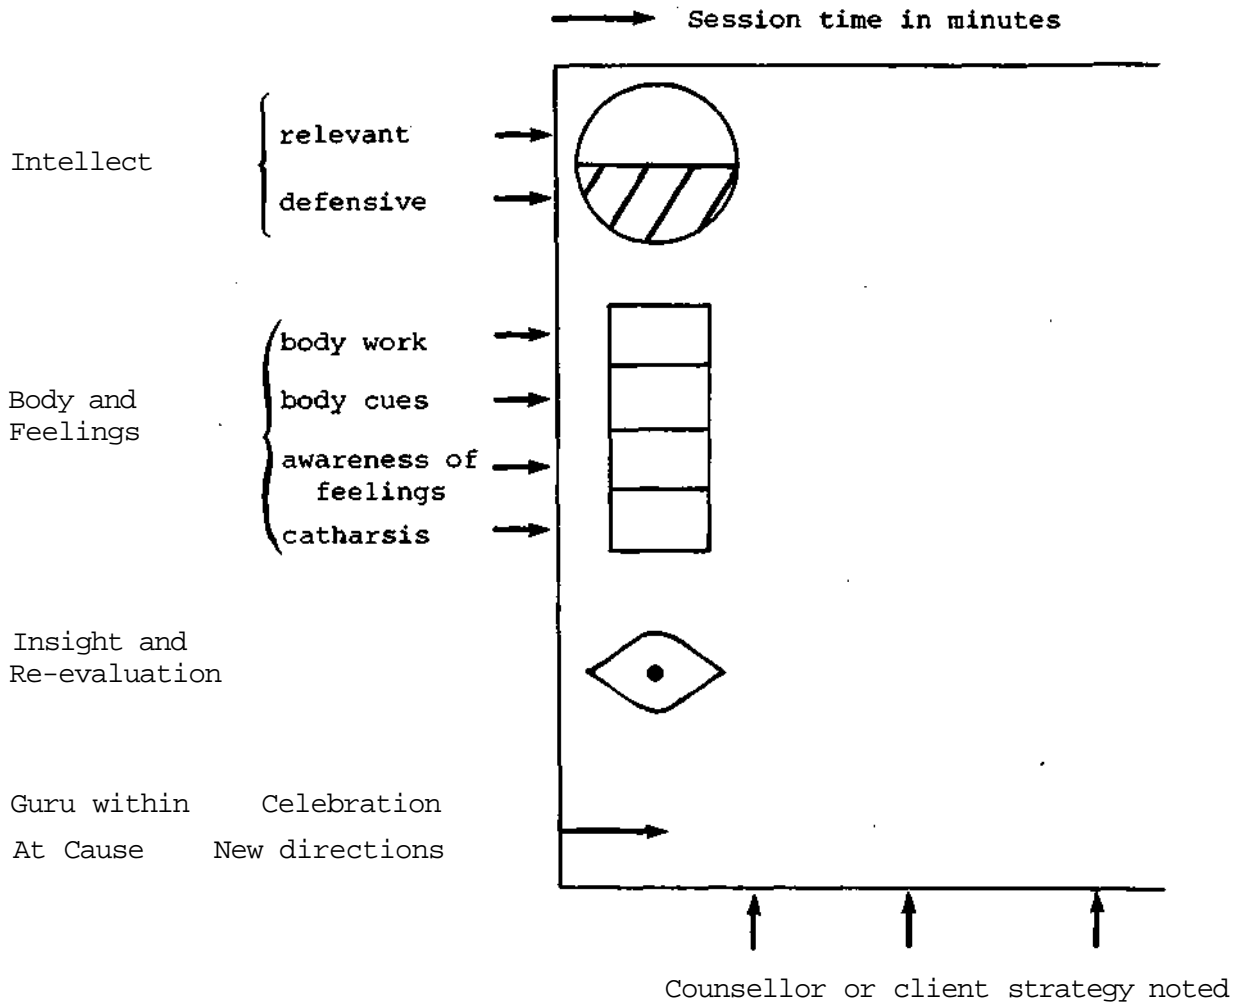 Session time in minutes
Intellect
relevant
defensive
Body and
Feelings
body work
body cues
awareness of
feelings
catharsis
Insight and
Re-evaluation
Guru within Celebration
At Cause New directions
Counsellor or client strategy noted